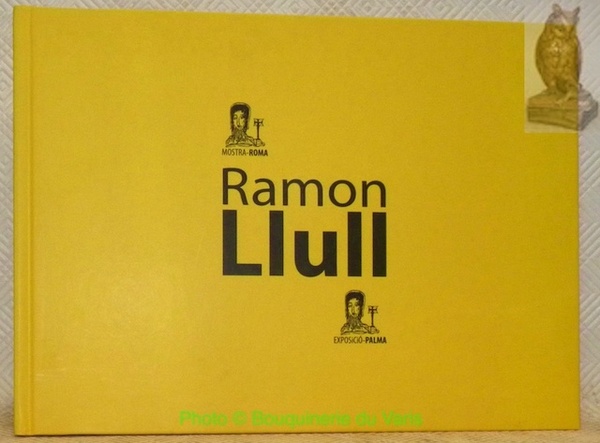 MOSTRA-ROMA
Ramon
Llull
EXPOSICIÓ-PALMA
Photo © Bouquinerie du Varis